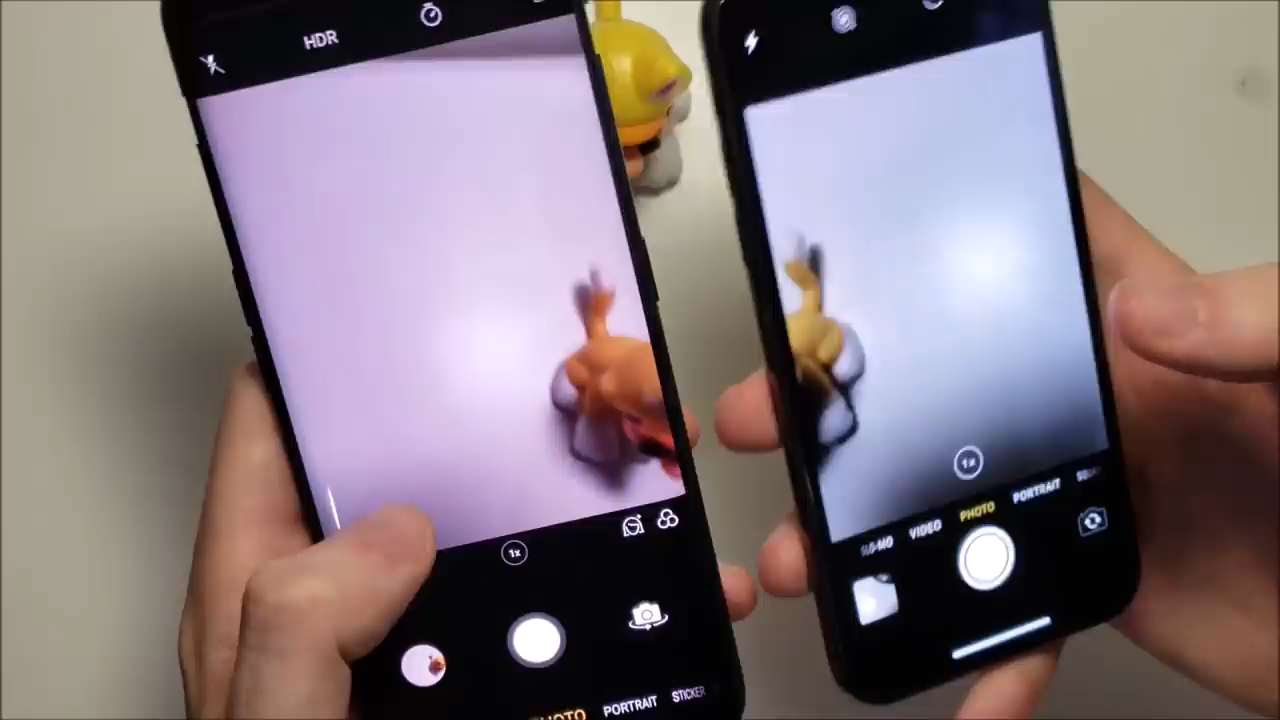 HDR
1x
PHOTO
PORTRAIT
STICKER
1x
SLO-MO
VIDEO
PHOTO
PORTRAIT